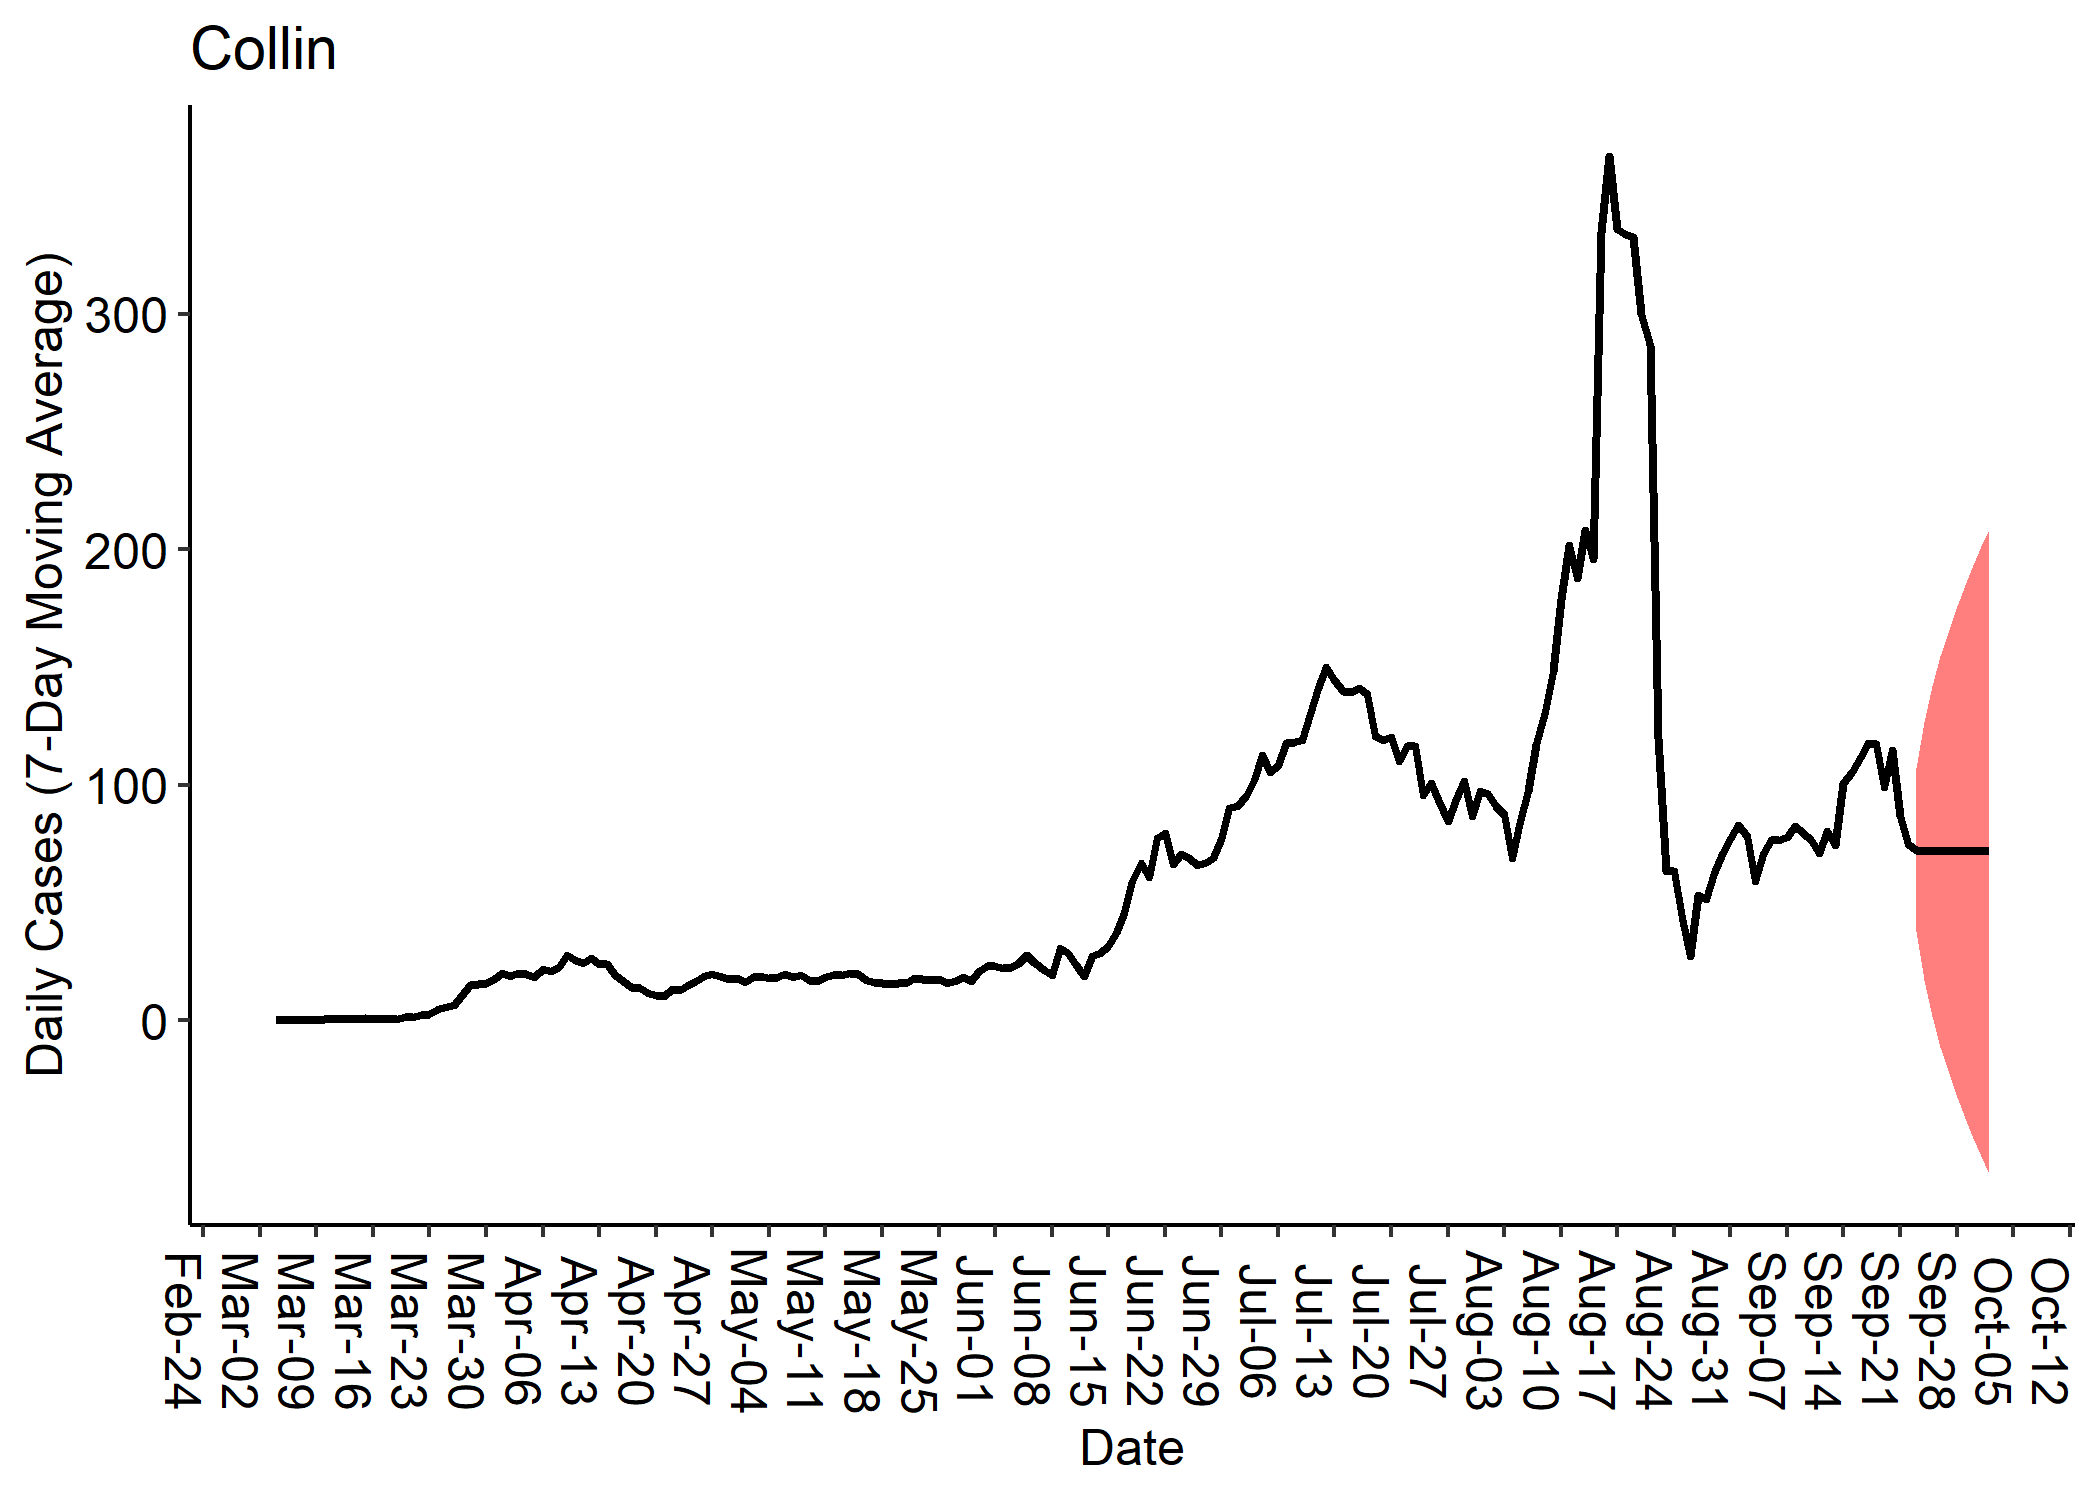 Collin
Daily Cases (7-Day Moving Average)
300
200
100
0
Feb-24
Mar-02
Mar-09
Mar-16
Mar-23
Mar-30
Apr-06
Apr-13
Apr-20
Apr-27
May-04
May-11
May-18
May-25
Jun-01
Jun-08
Jun-15
Jun-22
Jun-29
Jul-06
Jul-13
Jul-20
Jul-27
Aug-03
Aug-10
Aug-17
Aug-24
Aug-31
Sep-07
Sep-14
Sep-21
Sep-28
Oct-05
Oct-12
Date